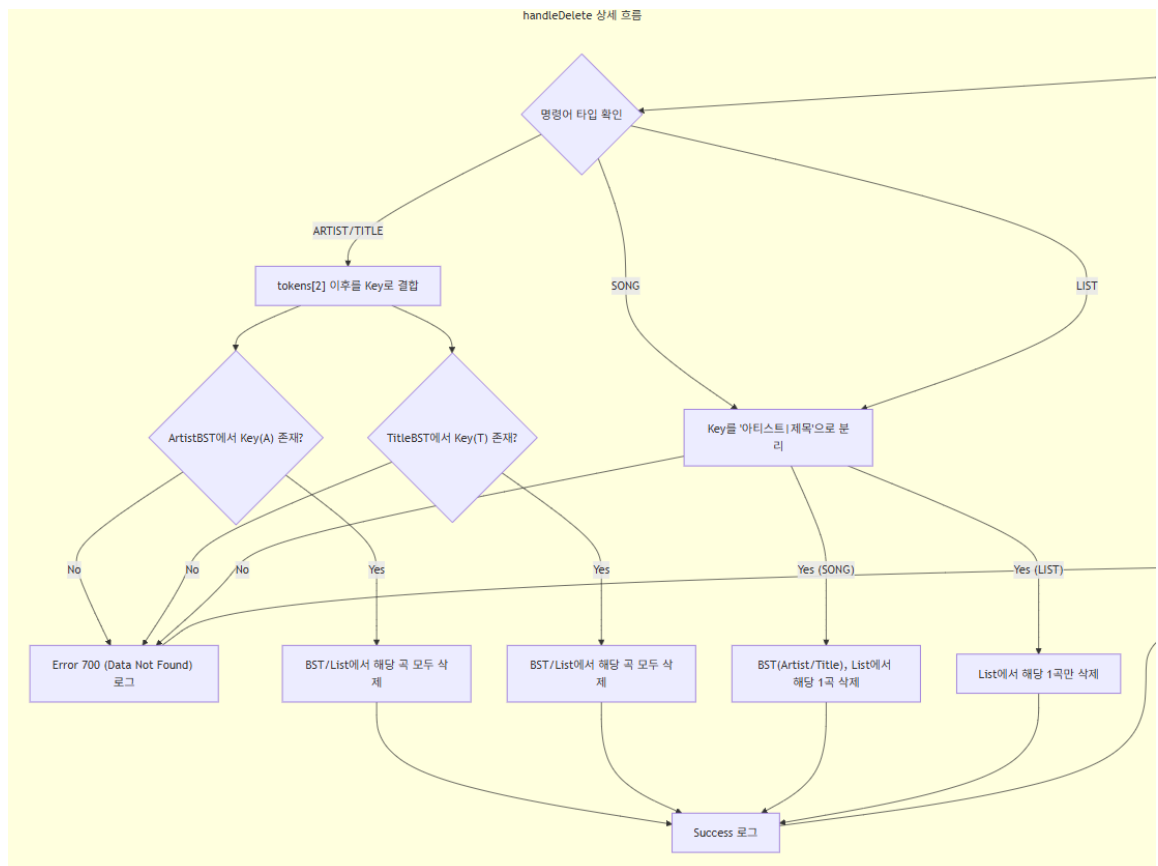 handleDelete 상세 흐름
명령어 타입 확인
ARTIST/TITLE
tokens[2] 이후를 Key로 결합
SONG
LIST
ArtistBST에서 Key(A) 존재?
TitleBST에서 Key(T) 존재?
Key를 '아티스트|제목'으로 분
리
No
No
No
Yes
Yes
Yes (SONG)
Yes (LIST)
Error 700 (Data Not Found)
로그
BST/List에서 해당 곡 모두 삭
제
BST/List에서 해당 곡 모두 삭
제
BST(Artist/Title), List에서
해당 1곡 삭제
List에서 해당 1곡만 삭제
Success 로그